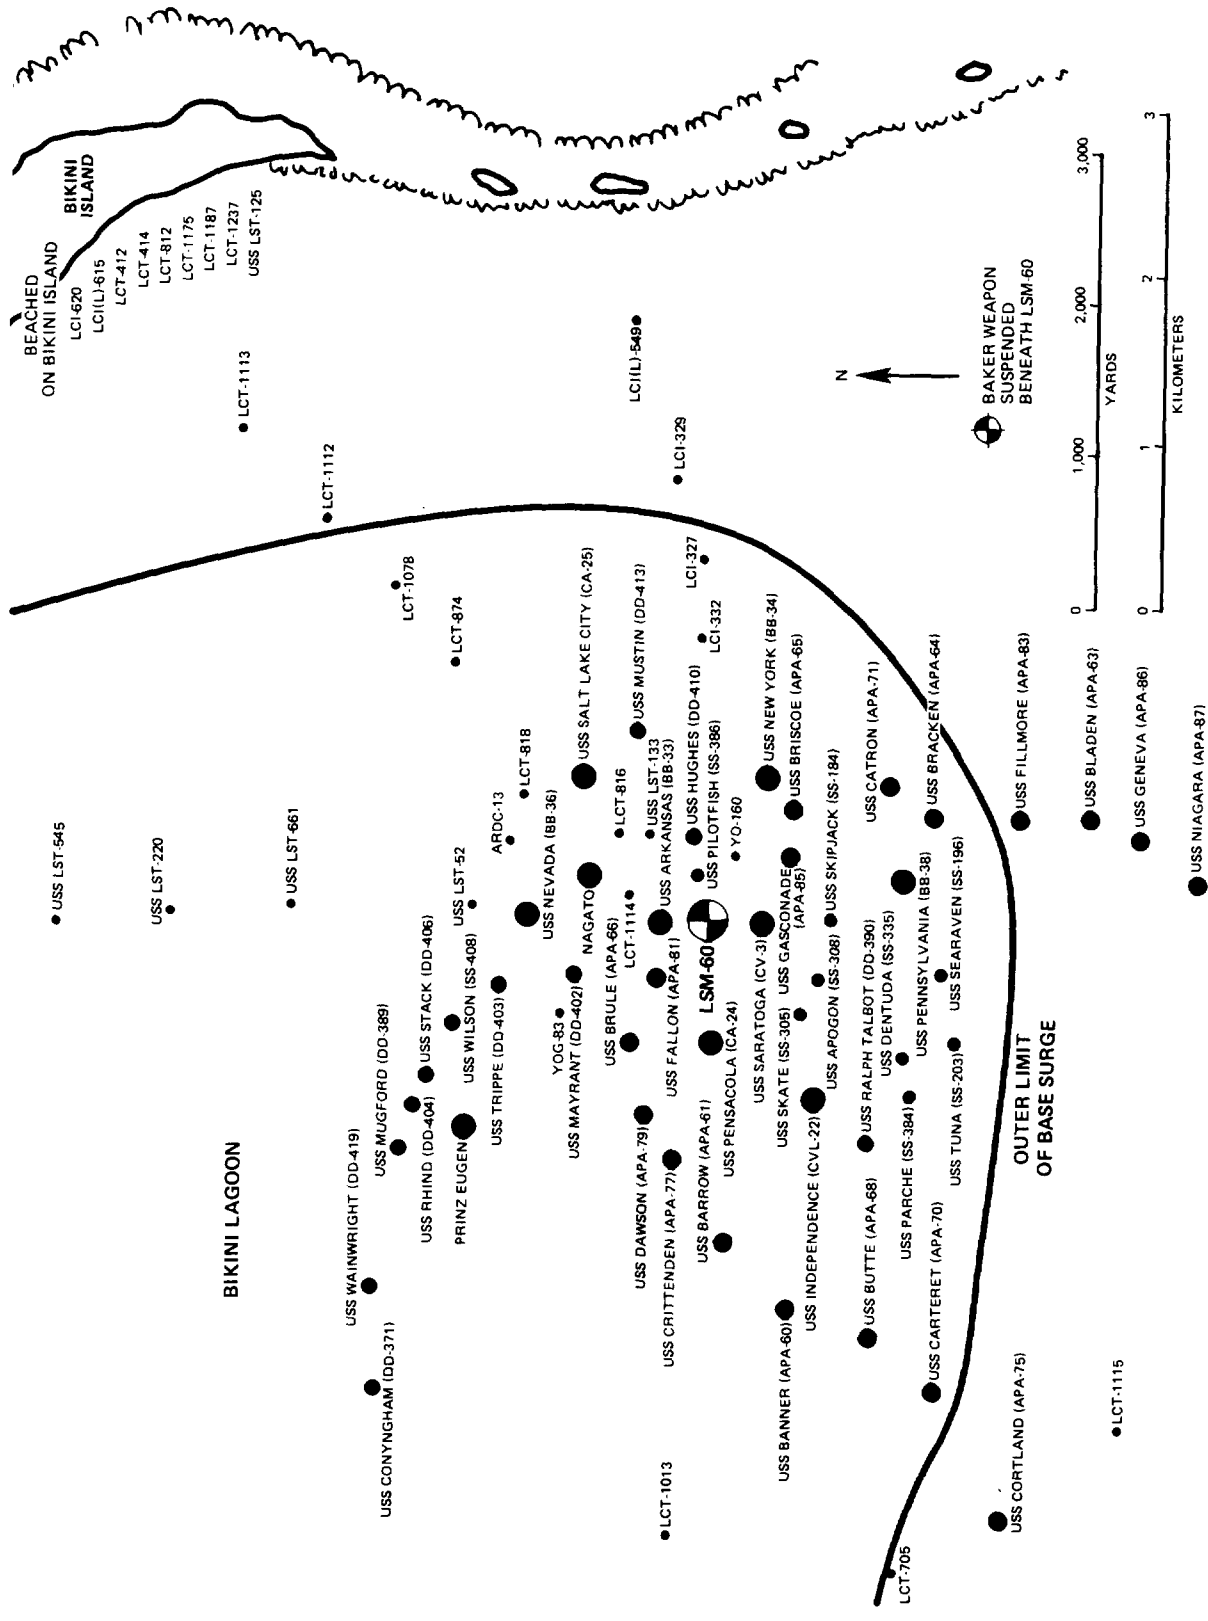 BEACHED
ON BIKINI ISLAND
BIKINI
ISLAND
LCI-620
LCI(L)-615
LCT-412
LCT-414
LCT-812
LCT-1175
LCT-1187
LCT-1237
USS LST-125
LCT-1113
LCT-1112
LCT-1078
LCT-874
USS LST-545
USS LST-220
USS LST-661
BIKINI LAGOON
LCI(L)-549
LCI-329
LCI-327
LCI-332
N
BAKER WEAPON
SUSPENDED
BENEATH LSM-60
0
1,000
2,000
3,000
YARDS
0
1
2
3
KILOMETERS
LCT-818
ARDC-13
USS LST-52
USS NEVADA (BB-36)
USS SALT LAKE CITY (CA-25)
NAGATO
LCT-816
USS MUSTIN (DD-413)
USS LST-133
USS ARKANSAS (BB-33)
LCT-1114
USS HUGHES (DD-410)
USS PILOTFISH (SS-386)
YO-160
LSM-60
USS NEW YORK (BB-34)
USS BRISCOE (APA-65)
USS GASCONADE
(APA-85)
USS SKIPJACK (SS-184)
USS CATRON (APA-71)
USS BRACKEN (APA-64)
USS PENNSYLVANIA (BB-38)
USS SEARAVEN (SS-196)
USS FILLMORE (APA-83)
USS BLADEN (APA-63)
USS GENEVA (APA-86)
USS NIAGARA (APA-87)
USS WAINWRIGHT (DD-419)
USS CONYNGHAM (DD-371)
USS MUGFORD (DD-389)
USS RHIND (DD-404)
USS STACK (DD-406)
USS WILSON (SS-408)
PRINZ EUGEN
USS TRIPPE (DD-403)
YOG-83
USS MAYRANT (DD-402)
USS BRULE (APA-66)
USS FALLON (APA-81)
USS DAWSON (APA-79)
USS CRITTENDEN (APA-77)
USS BARROW (APA-61)
USS PENSACOLA (CA-24)
USS SARATOGA (CV-3)
USS SKATE (SS-305)
USS APOGON (SS-308)
USS INDEPENDENCE (CVL-22)
USS BANNER (APA-60)
USS RALPH TALBOT (DD-390)
USS DENTUDA (SS-335)
USS BUTTE (APA-68)
USS PARCHE (SS-384)
USS TUNA (SS-203)
USS CARTERET (APA-70)
OUTER LIMIT
OF BASE SURGE
LCT-1013
LCT-705
USS CORTLAND (APA-75)
LCT-1115